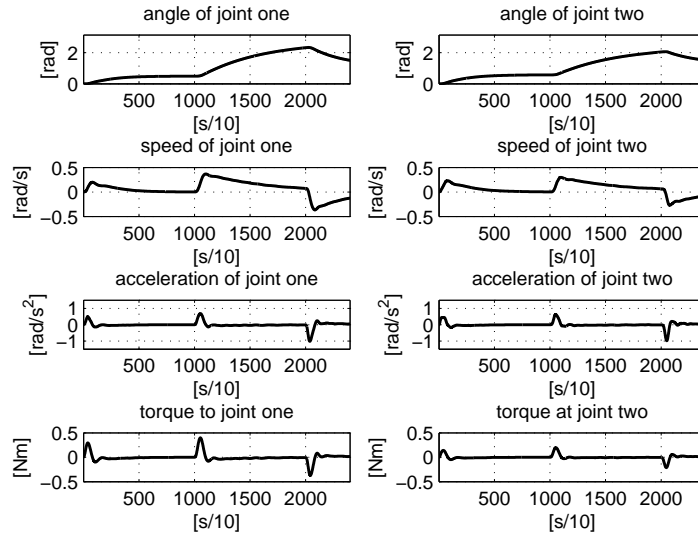 angle of joint one
[rad]
2
0
500 1000 1500 2000
[s/10]
angle of joint two
[rad]
2
0
500 1000 1500 2000
[s/10]
speed of joint one
[rad/s]
0.5
0
−0.5
500 1000 1500 2000
[s/10]
speed of joint two
[rad/s]
0.5
0
−0.5
500 1000 1500 2000
[s/10]
acceleration of joint one
[rad/s²]
1
0
−1
500 1000 1500 2000
[s/10]
acceleration of joint two
[rad/s²]
1
0
−1
500 1000 1500 2000
[s/10]
torque to joint one
[Nm]
0.5
0
−0.5
500 1000 1500 2000
[s/10]
torque at joint two
[Nm]
0.5
0
−0.5
500 1000 1500 2000
[s/10]